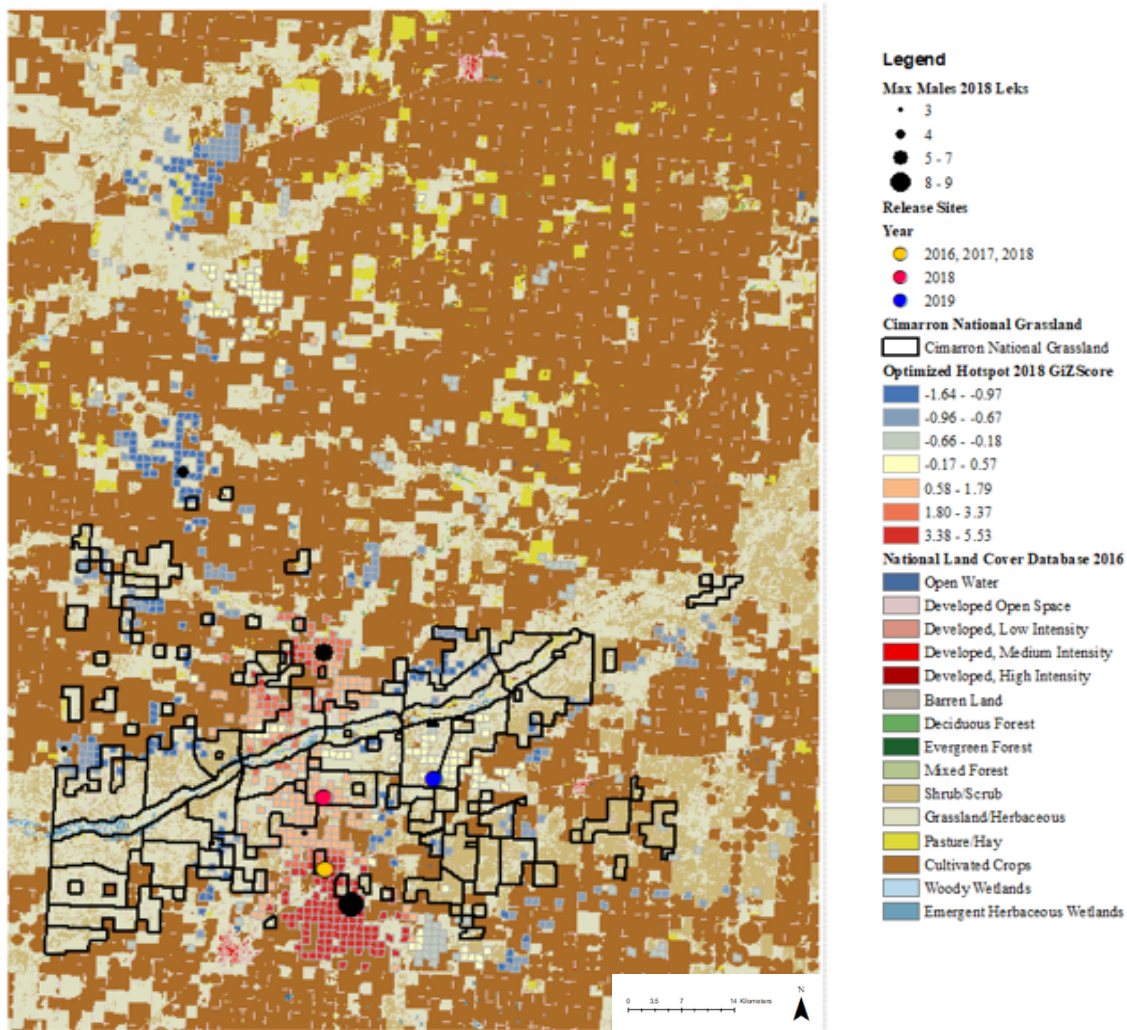 Legend
Max Males 2018 Leks
3
4
5 - 7
8 - 9
Release Sites
Year
2016, 2017, 2018
2018
2019
Cimarron National Grassland
Cimarron National Grassland
Optimized Hotspot 2018 GiZScore
-1.64 - -0.97
-0.96 - -0.67
-0.66 - -0.18
-0.17 - 0.57
0.58 - 1.79
1.80 - 3.37
3.38 - 5.53
National Land Cover Database 2016
Open Water
Developed Open Space
Developed, Low Intensity
Developed, Medium Intensity
Developed, High Intensity
Barren Land
Deciduous Forest
Evergreen Forest
Mixed Forest
Shrub/Scrub
Grassland/Herbaceous
Pasture/Hay
Cultivated Crops
Woody Wetlands
Emergent Herbaceous Wetlands
N
0 3.5 7 14 Kilometers